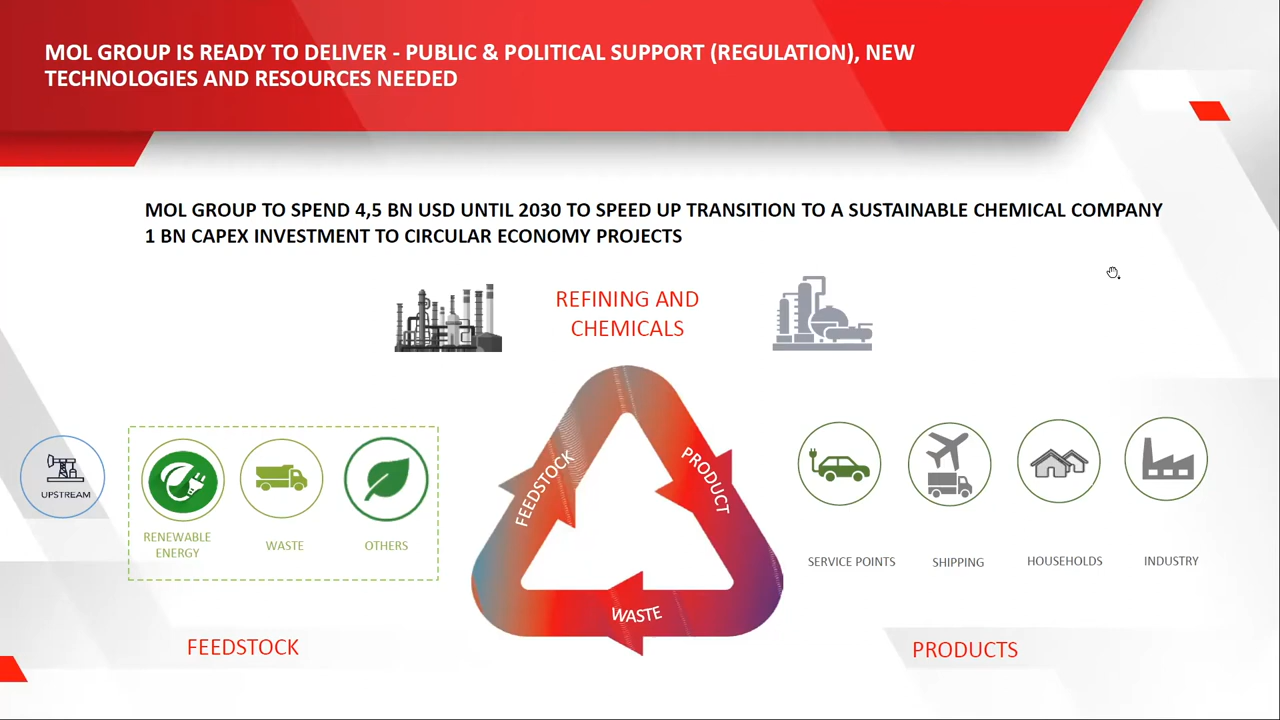 MOL GROUP IS READY TO DELIVER - PUBLIC & POLITICAL SUPPORT (REGULATION), NEW
TECHNOLOGIES AND RESOURCES NEEDED
MOL GROUP TO SPEND 4,5 BN USD UNTIL 2030 TO SPEED UP TRANSITION TO A SUSTAINABLE CHEMICAL COMPANY
1 BN CAPEX INVESTMENT TO CIRCULAR ECONOMY PROJECTS
REFINING AND
CHEMICALS
FEEDSTOCK
PRODUCT
WASTE
UPSTREAM
RENEWABLE
ENERGY
WASTE
OTHERS
SERVICE POINTS
SHIPPING
HOUSEHOLDS
INDUSTRY
FEEDSTOCK
PRODUCTS